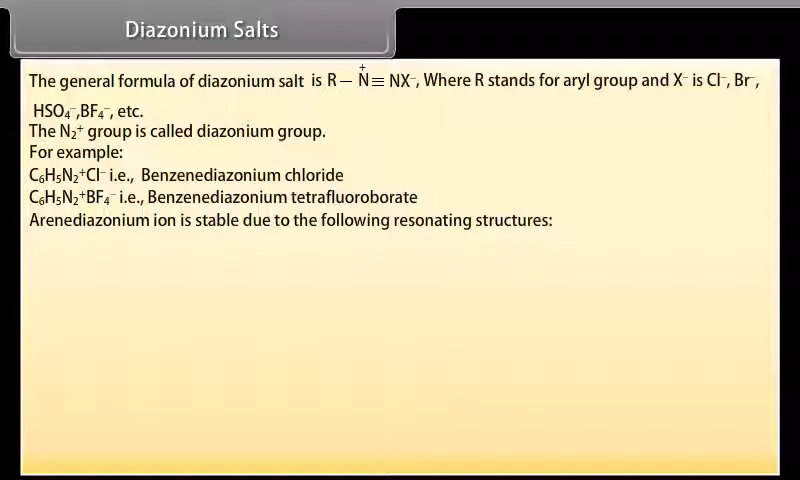 Diazonium Salts
The general formula of diazonium salt is R – N⁺ ≡ NX⁻, Where R stands for aryl group and X⁻ is Cl⁻, Br⁻,
HSO₄⁻,BF₄⁻, etc.
The N₂⁺ group is called diazonium group.
For example:
C₆H₅N₂⁺Cl⁻ i.e., Benzenediazonium chloride
C₆H₅N₂⁺BF₄⁻ i.e., Benzenediazonium tetrafluoroborate
Arenediazonium ion is stable due to the following resonating structures: